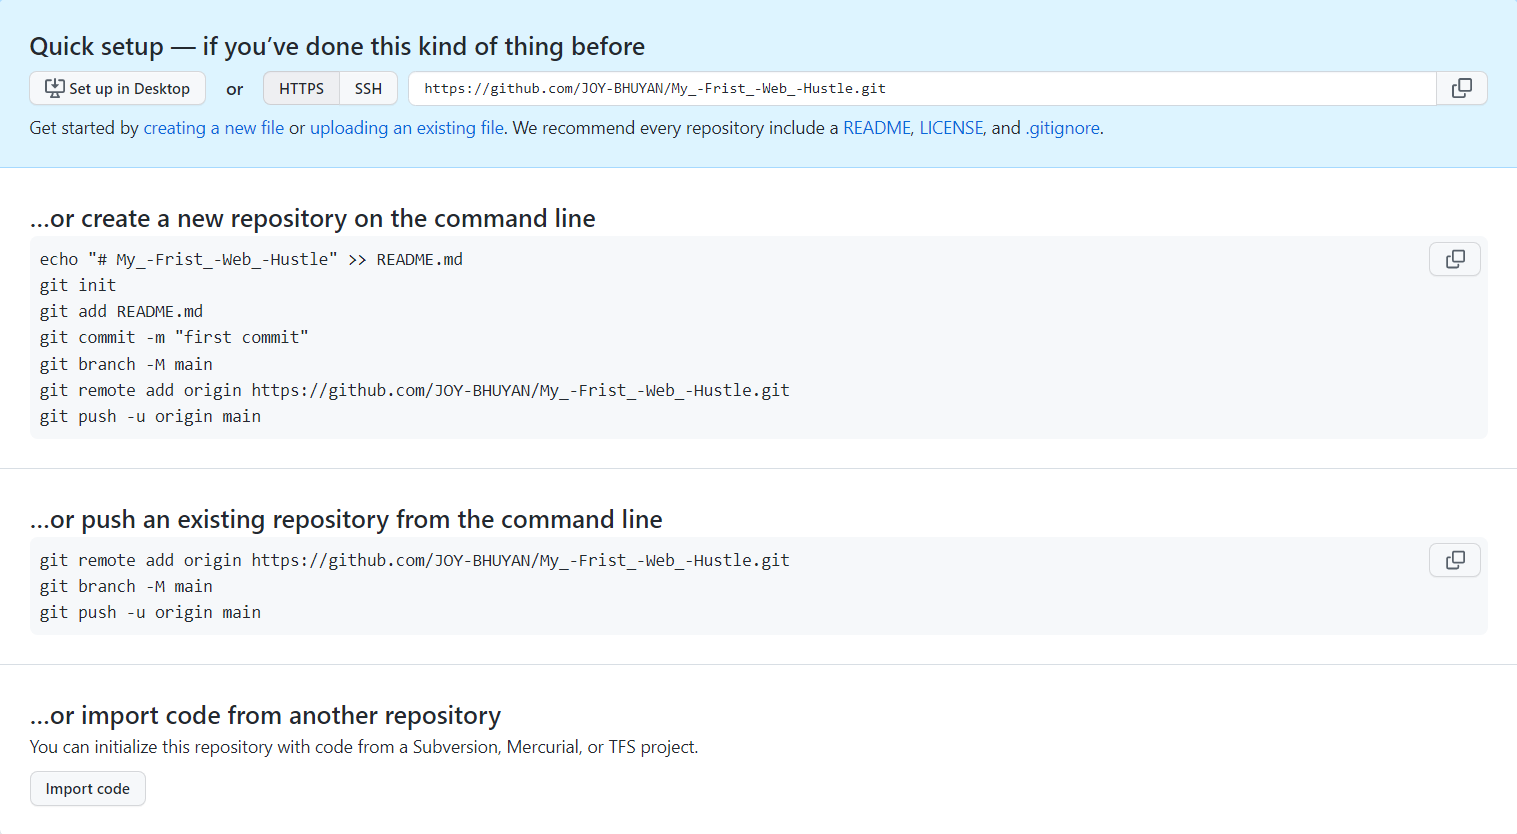 Quick setup — if you’ve done this kind of thing before
Set up in Desktop or HTTPS SSH https://github.com/JOY-BHUYAN/My_-Frist_-Web_-Hustle.git
Get started by creating a new file or uploading an existing file. We recommend every repository include a README, LICENSE, and .gitignore.
…or create a new repository on the command line
echo "# My_-Frist_-Web_-Hustle" >> README.md
git init
git add README.md
git commit -m "first commit"
git branch -M main
git remote add origin https://github.com/JOY-BHUYAN/My_-Frist_-Web_-Hustle.git
git push -u origin main
…or push an existing repository from the command line
git remote add origin https://github.com/JOY-BHUYAN/My_-Frist_-Web_-Hustle.git
git branch -M main
git push -u origin main
…or import code from another repository
You can initialize this repository with code from a Subversion, Mercurial, or TFS project.
Import code